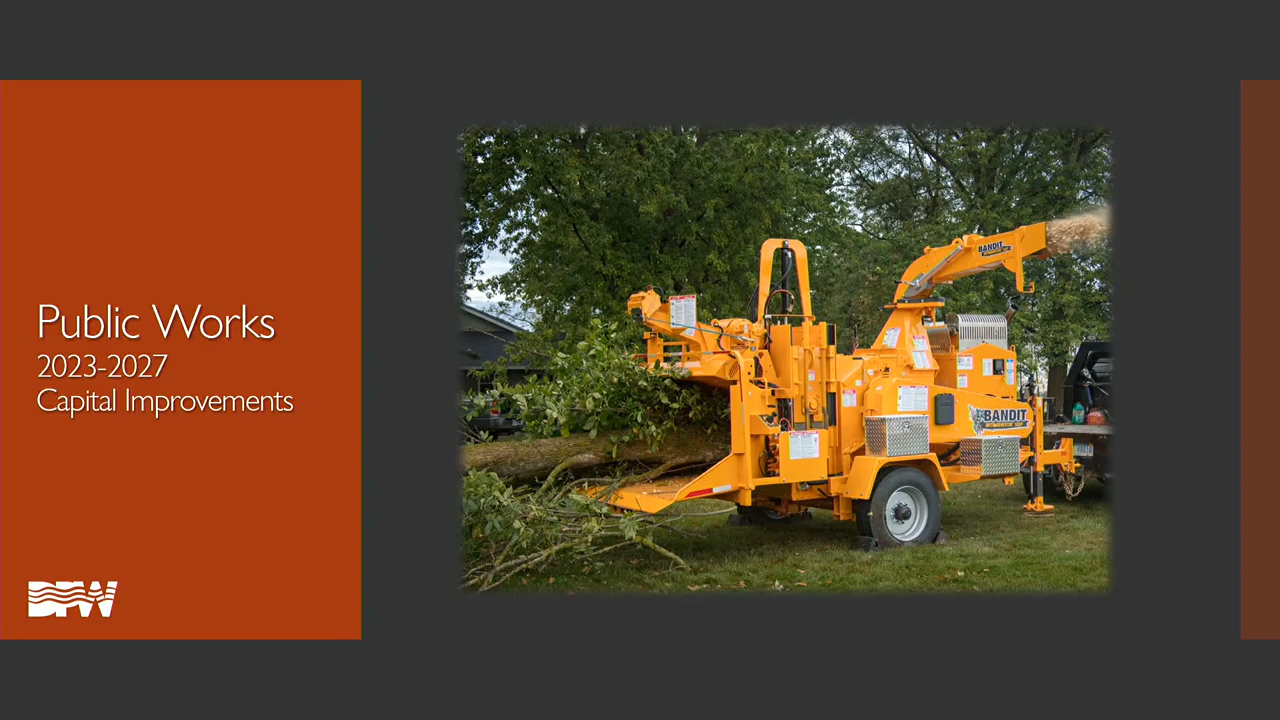 Public Works
2023-2027
Capital Improvements
DPW
BANDIT
BANDIT